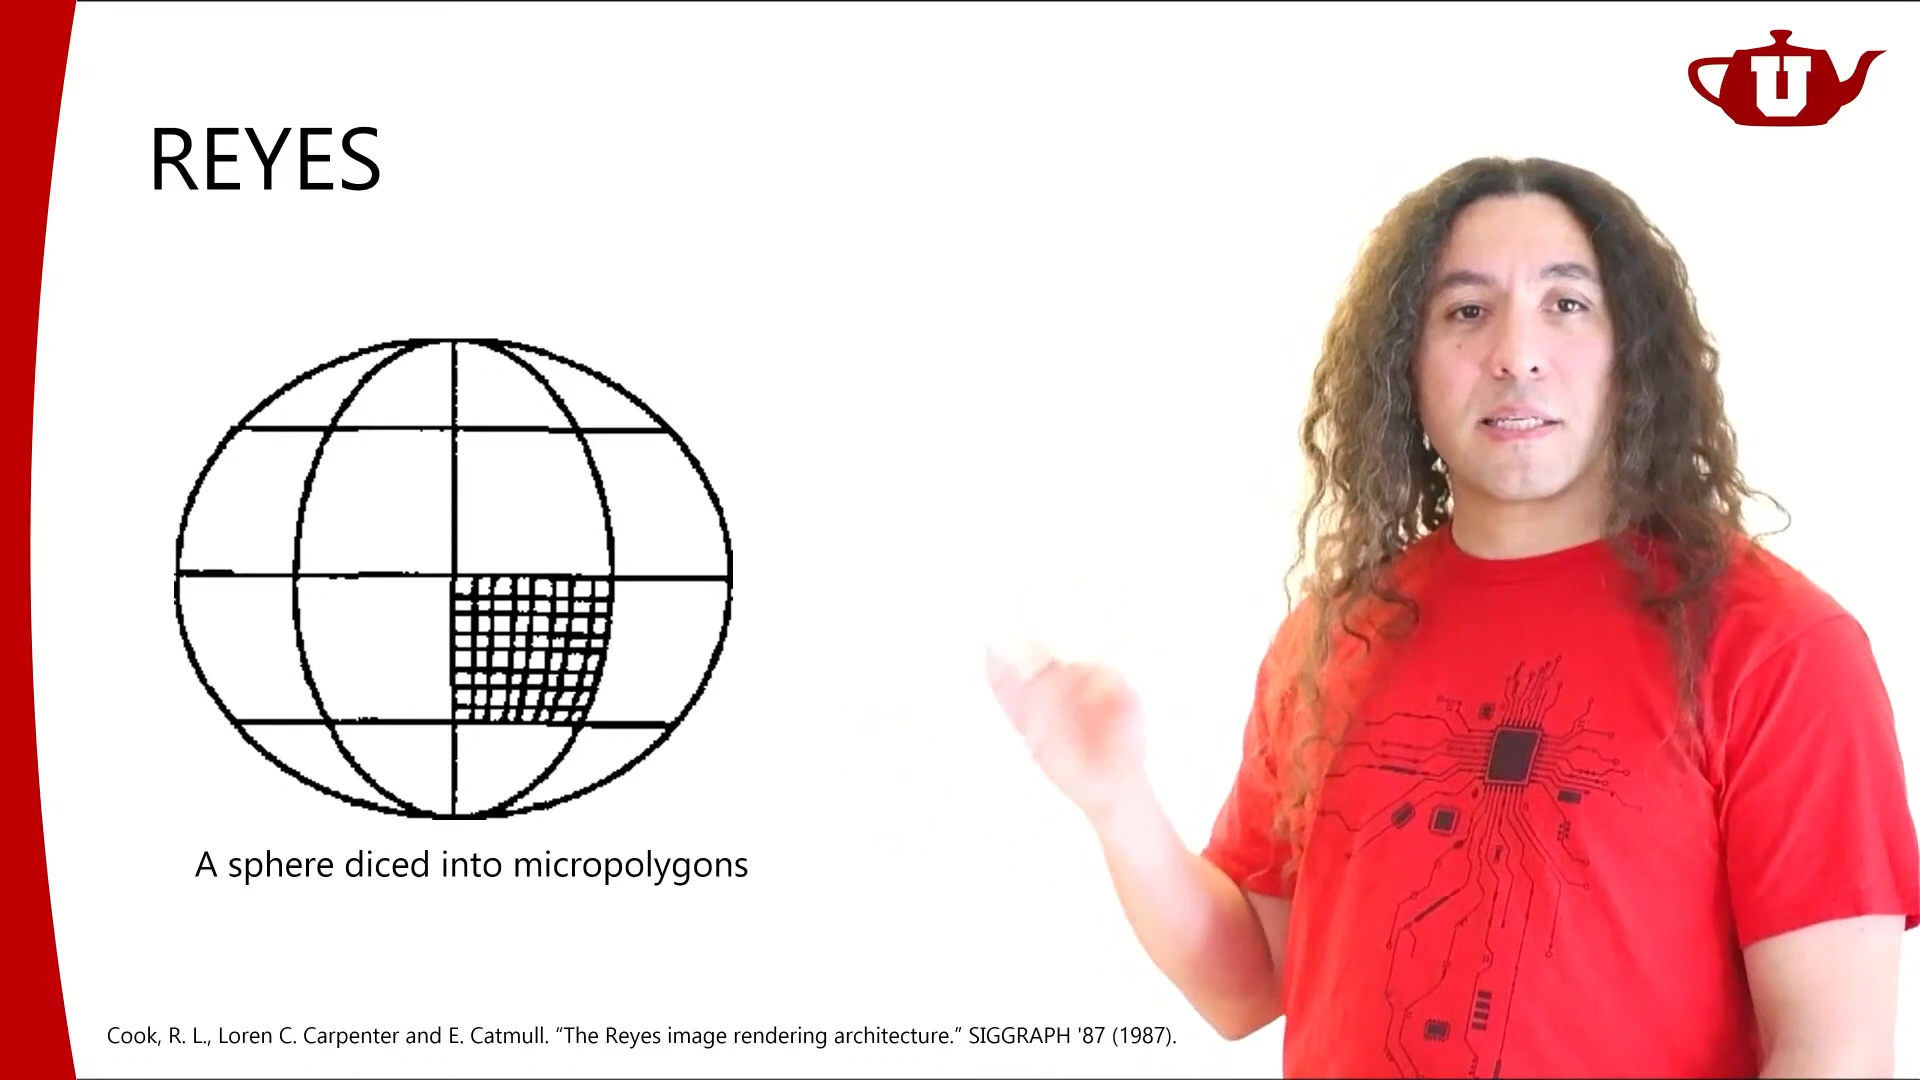 U
REYES
A sphere diced into micropolygons
Cook, R. L., Loren C. Carpenter and E. Catmull. “The Reyes image rendering architecture.” SIGGRAPH '87 (1987).